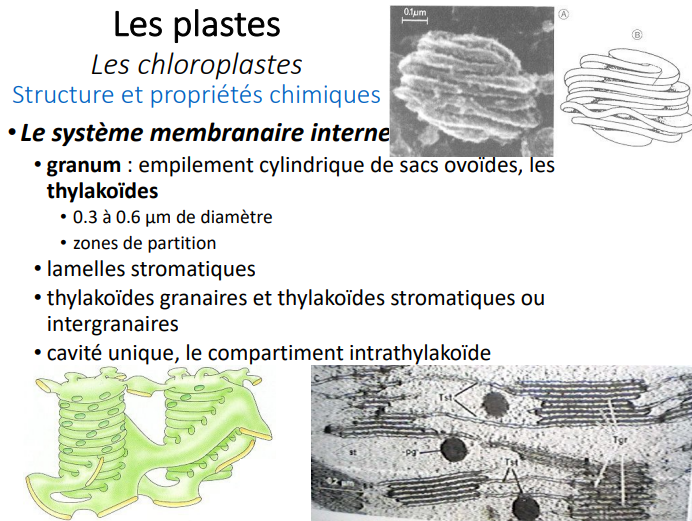 Les plastes
Les chloroplastes
Structure et propriétés chimiques
• Le système membranaire interne
• granum : empilement cylindrique de sacs ovoïdes, les
thylakoïdes
• 0.3 à 0.6 µm de diamètre
• zones de partition
• lamelles stromatiques
• thylakoïdes granaires et thylakoïdes stromatiques ou
intergranaires
• cavité unique, le compartiment intrathylakoïde
0.1µm
A
B
Tst
st
pg
Tst
Tgr